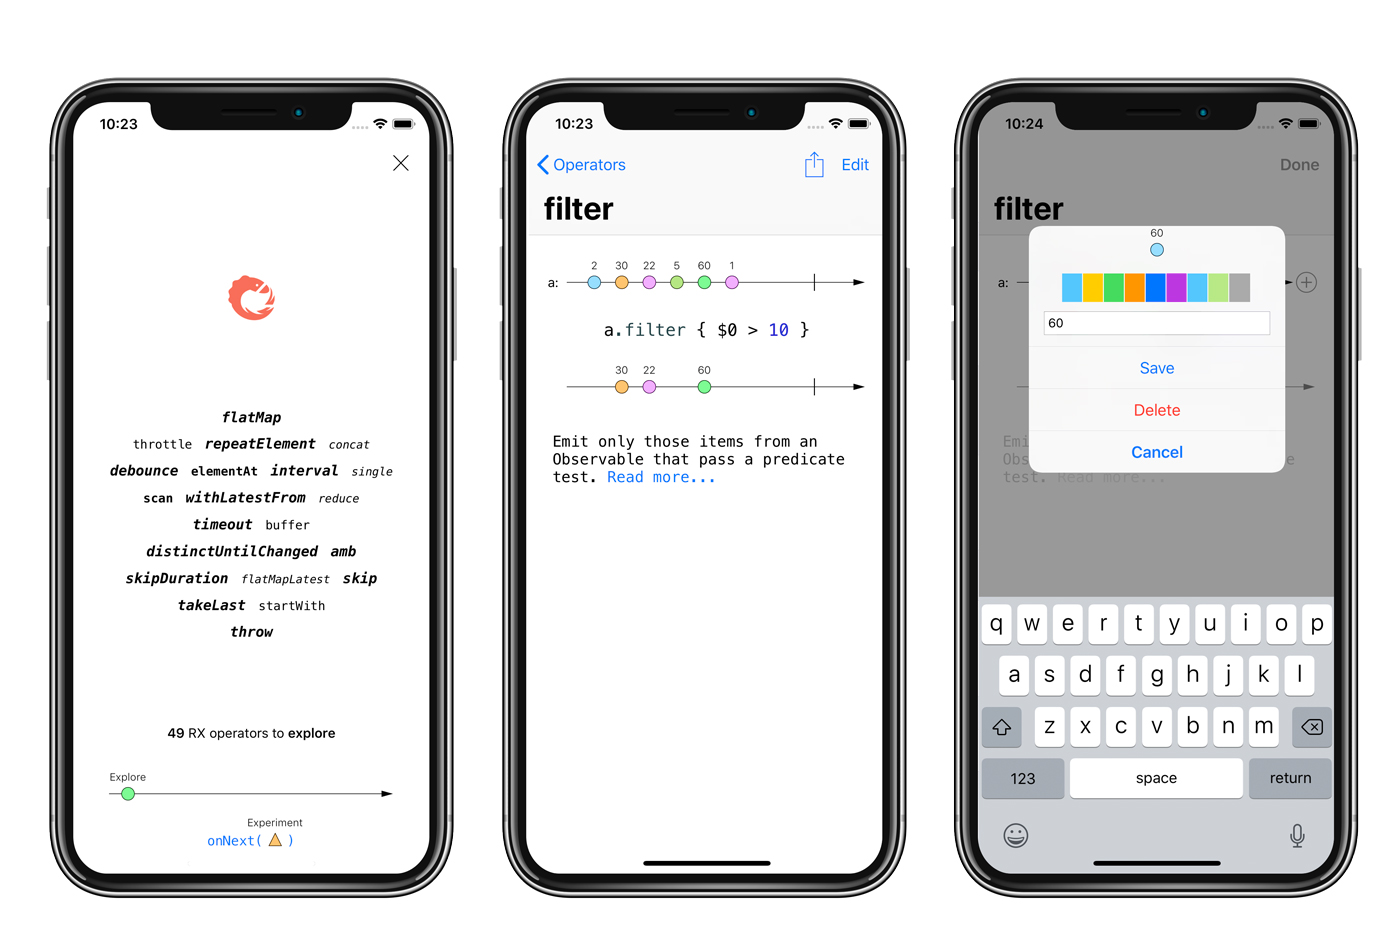 10:23
flatMap
throttle repeatElement concat
debounce elementAt interval single
scan withLatestFrom reduce
timeout buffer
distinctUntilChanged amb
skipDuration flatMapLatest skip
takeLast startWith
throw
49 RX operators to explore
Explore
Experiment
onNext( )
10:23
Operators Edit
filter
2 30 22 5 60 1
a:
a.filter { $0 > 10 }
30 22 60
Emit only those items from an
Observable that pass a predicate
test. Read more...
10:24
Done
filter
60
a:
60
Save
Delete
Cancel
Emi
Obs e
test. Read more...
q w e r t y u i o p
a s d f g h j k l
z x c v b n m
123 space return